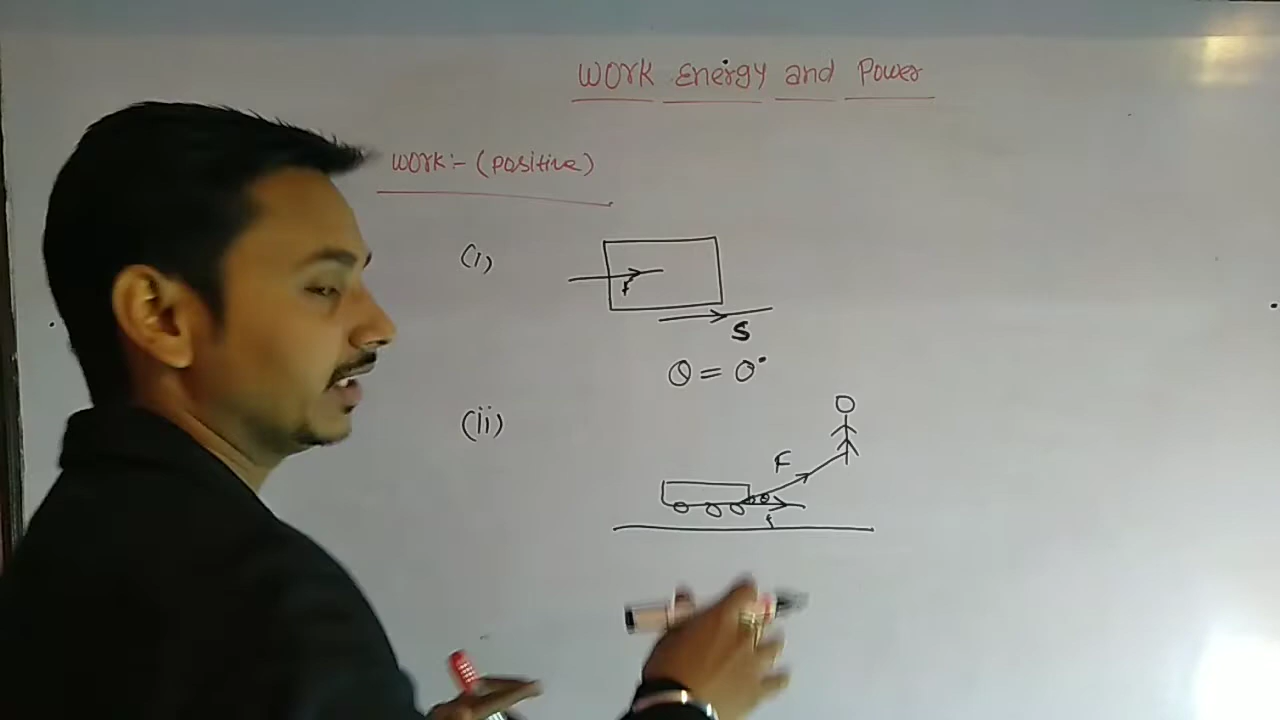 WORK Energy and Power
WORK:- (positive)
(i)
F
S
θ = 0°
(ii)
F
θ